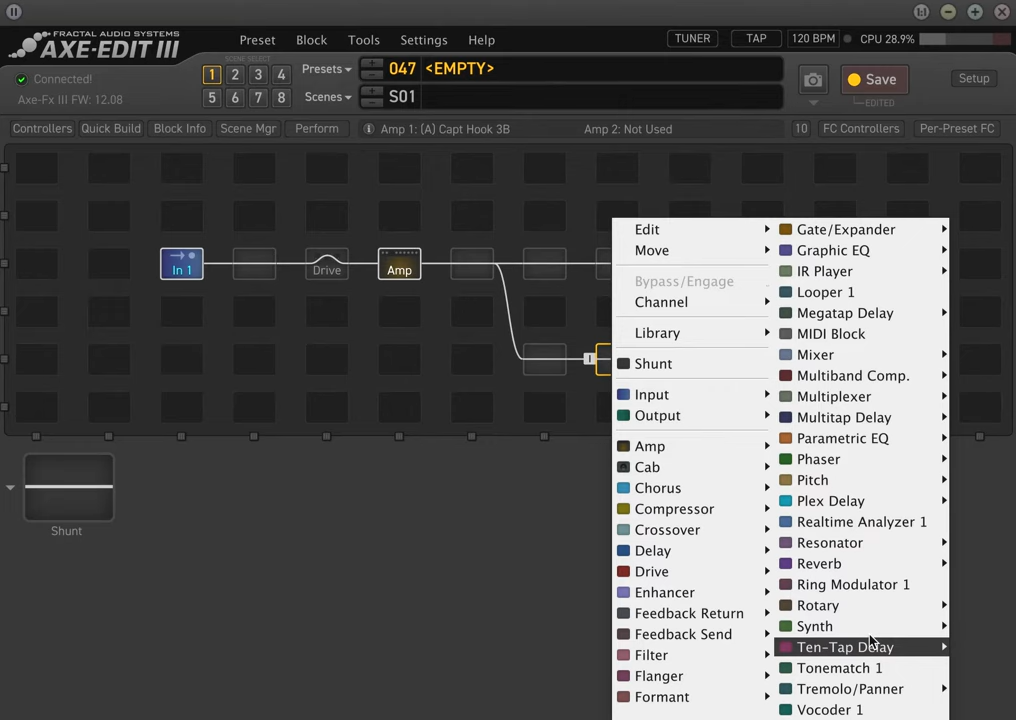 1:1
FRACTAL AUDIO SYSTEMS
AXE-EDIT III
Preset
Block
Tools
Settings
Help
TUNER
TAP
120 BPM
CPU 28.9%
Connected!
Axe-Fx III FW: 12.08
SCENE SELECT
1 2 3 4
5 6 7 8
Presets
047 <EMPTY>
Scenes
S01
Save
EDITED
Setup
Controllers
Quick Build
Block Info
Scene Mgr
Perform
Amp 1: (A) Capt Hook 3B
Amp 2: Not Used
10
FC Controllers
Per-Preset FC
In 1
Drive
Amp
Shunt
Edit
Move
Bypass/Engage
Channel
Library
Shunt
Input
Output
Amp
Cab
Chorus
Compressor
Crossover
Delay
Drive
Enhancer
Feedback Return
Feedback Send
Filter
Flanger
Formant
Gate/Expander
Graphic EQ
IR Player
Looper 1
Megatap Delay
MIDI Block
Mixer
Multiband Comp.
Multiplexer
Multitap Delay
Parametric EQ
Phaser
Pitch
Plex Delay
Realtime Analyzer 1
Resonator
Reverb
Ring Modulator 1
Rotary
Synth
Ten-Tap Delay
Tonematch 1
Tremolo/Panner
Vocoder 1